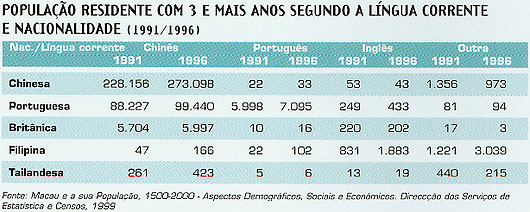 POPULAÇÃO RESIDENTE COM 3 E MAIS ANOS SEGUNDO A LÍNGUA CORRENTE
E NACIONALIDADE (1991/1996)
Nac./Língua corrente Chinês Português Inglês Outra
1991 1996 1991 1996 1991 1996 1991 1996
Chinesa 228.156 273.098 22 33 53 43 1.356 973
Portuguesa 88.227 99.440 5.998 7.095 249 433 81 94
Britânica 5.704 5.997 10 16 220 202 17 3
Filipina 47 166 22 102 831 1.883 1.221 3.039
Tailandesa 261 423 5 6 13 19 440 215
Fonte: Macau e a sua População, 1500-2000 - Aspectos Demográficos, Sociais e Económicos. Direccção dos Serviços de
Estatística e Censos, 1999